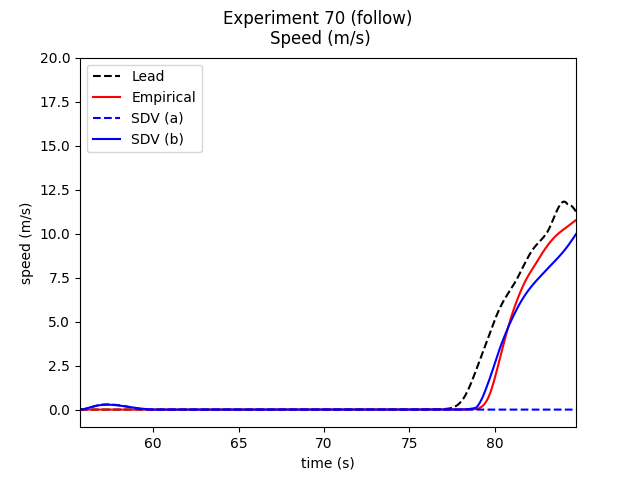 Experiment 70 (follow)
Speed (m/s)
20.0
17.5
15.0
12.5
10.0
7.5
5.0
2.5
0.0
speed (m/s)
Lead
Empirical
SDV (a)
SDV (b)
60
65
70
75
80
time (s)